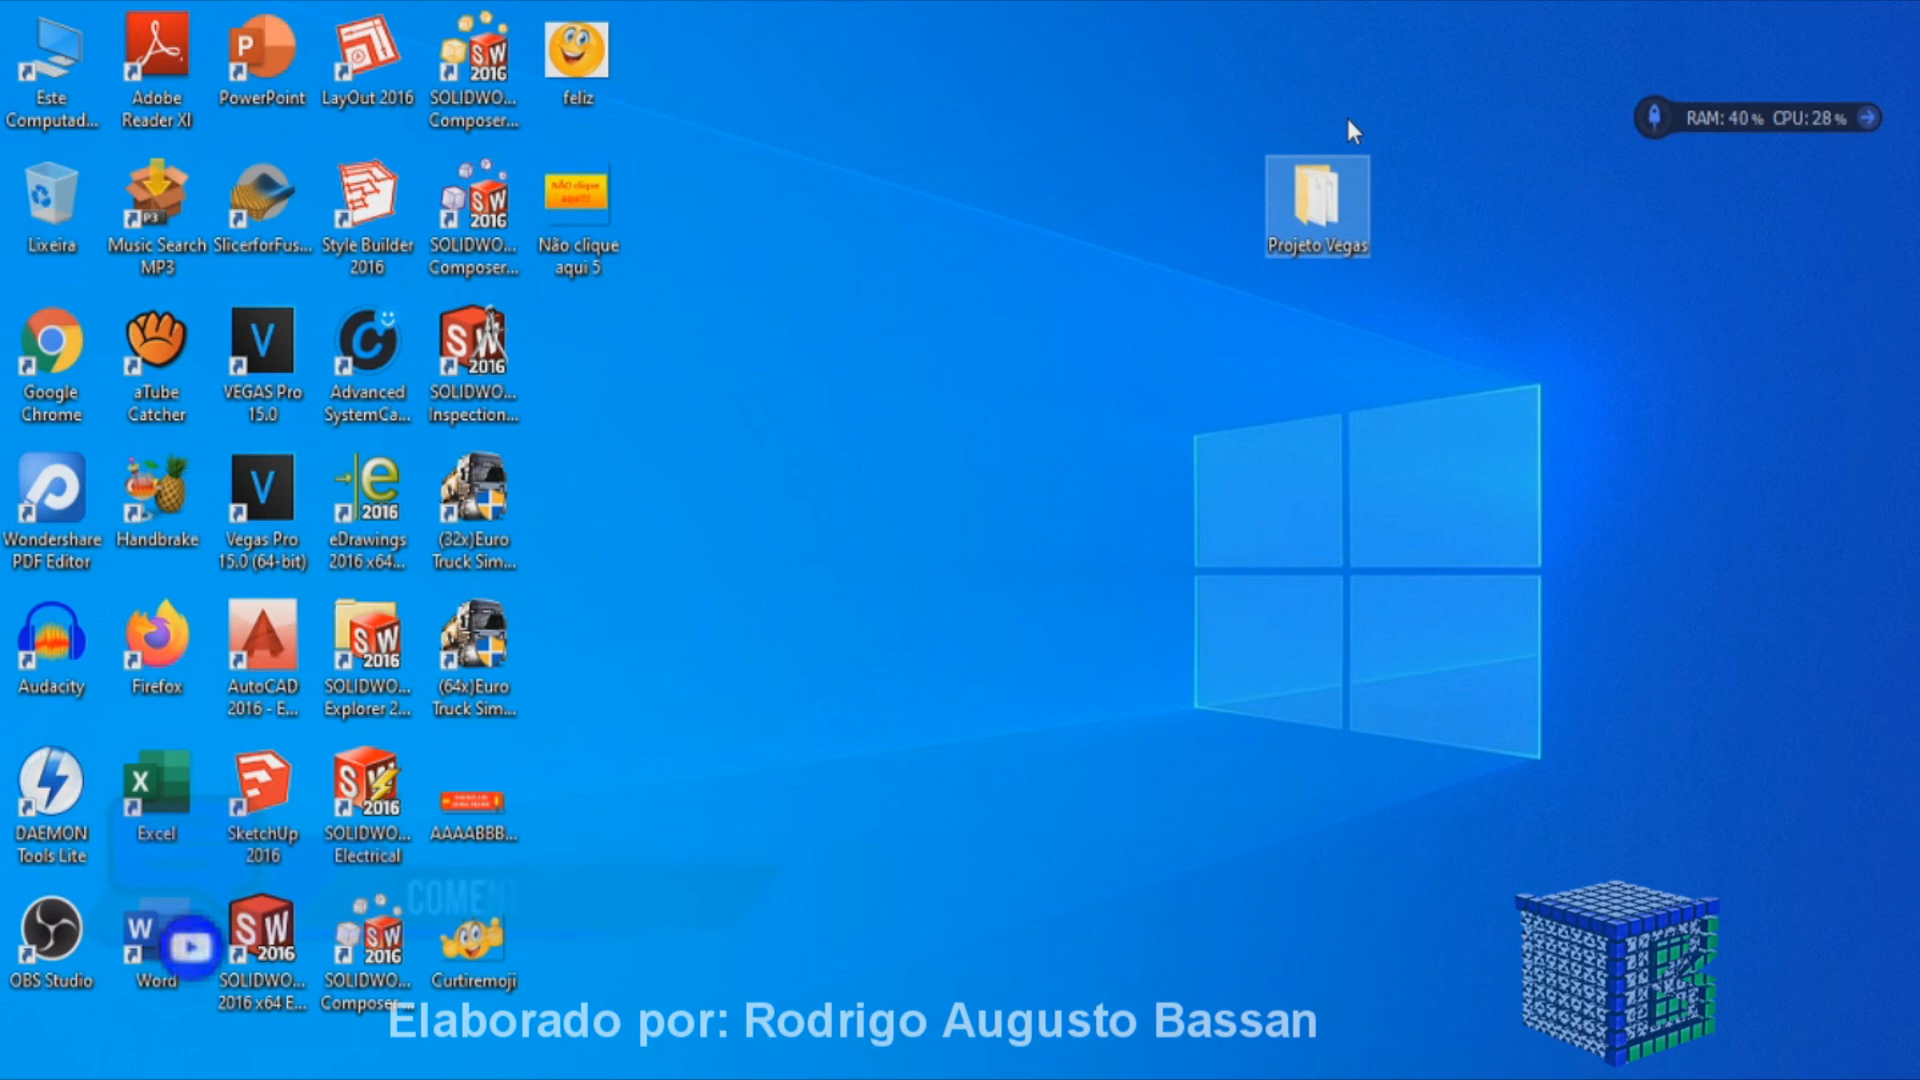 Este
Computad...
Adobe
Reader XI
PowerPoint
LayOut 2016
SOLIDWO...
Composer...
feliz
Lixeira
Music Search
MP3
SlicerforFus...
Style Builder
2016
SOLIDWO...
Composer...
NÃO clique
aqui!!!
Não clique
aqui 5
Projeto Vegas
RAM: 40 % CPU: 28 %
Google
Chrome
aTube
Catcher
VEGAS Pro
15.0
Advanced
SystemCa...
SOLIDWO...
Inspection...
Wondershare
PDF Editor
Handbrake
Vegas Pro
15.0 (64-bit)
eDrawings
2016 x64...
(32x)Euro
Truck Sim...
Audacity
Firefox
AutoCAD
2016 - E...
SOLIDWO...
Explorer 2...
(64x)Euro
Truck Sim...
DAEMON
Tools Lite
Excel
SketchUp
2016
SOLIDWO...
Electrical
AAAABBB...
COMENT
OBS Studio
Word
SOLIDWO...
2016 x64 E...
SOLIDWO...
Composer...
Curtiremoji
Elaborado por: Rodrigo Augusto Bassan